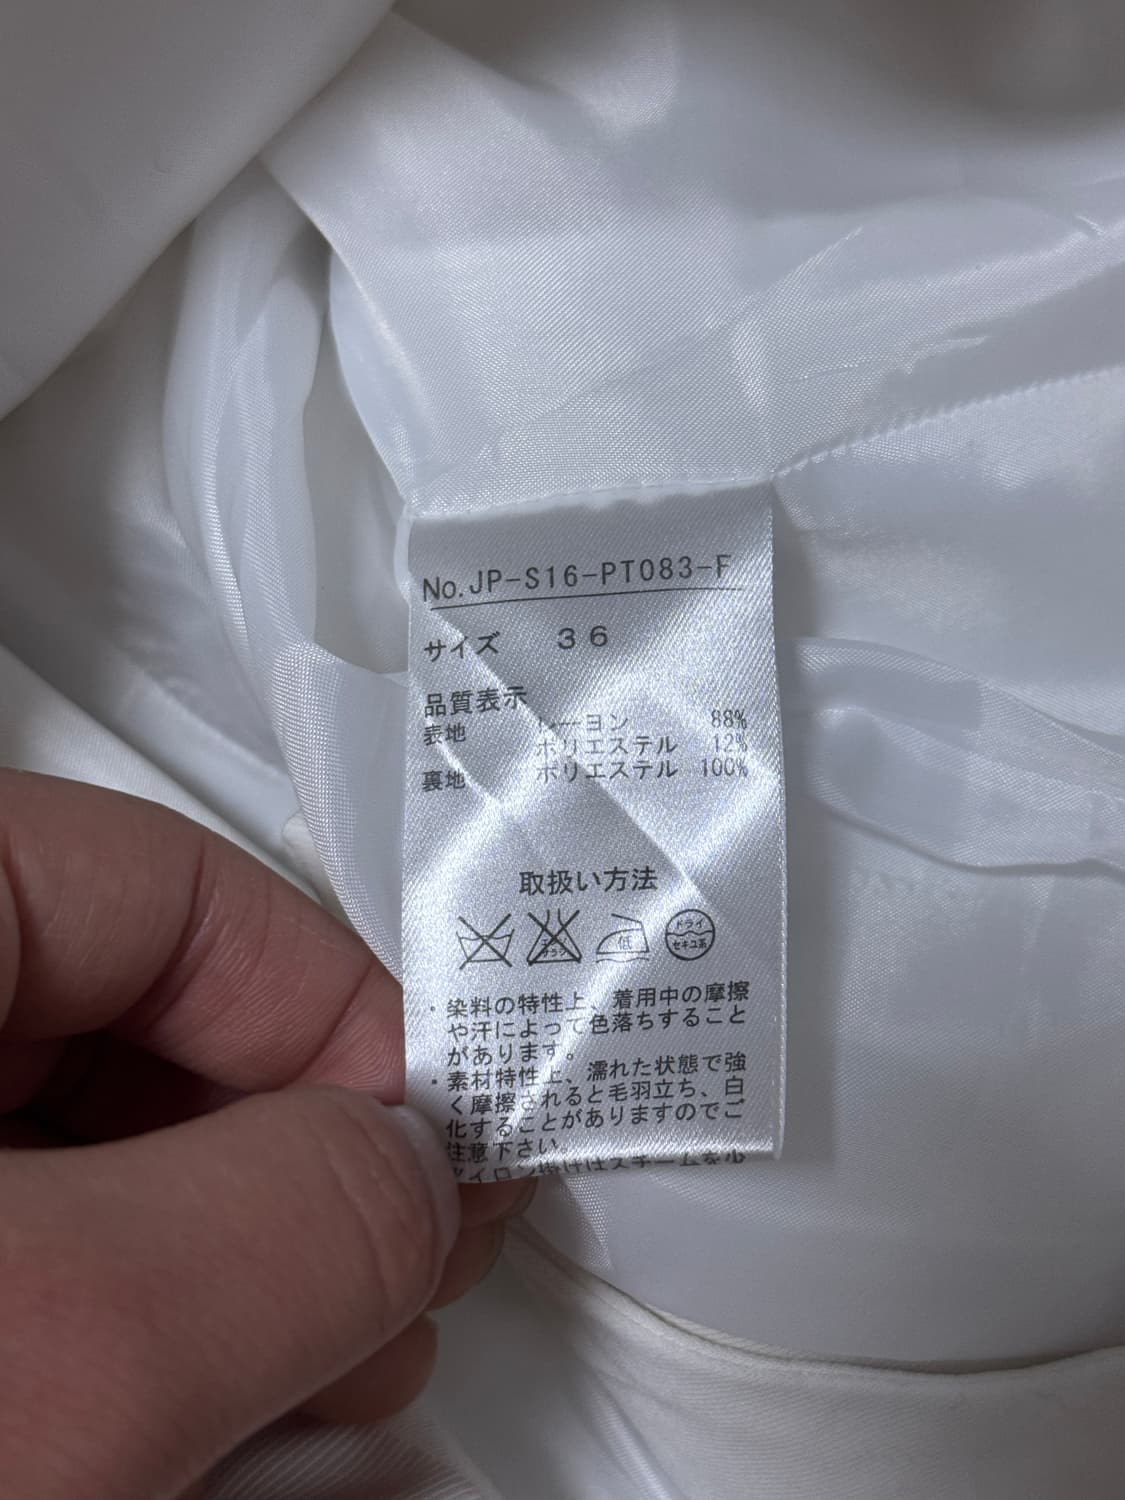 No.JP-S16-PT083-F
サイズ 36
品質表示
表地 レーヨン 88%
ポリエステル 12%
裏地 ポリエステル 100%
取扱い方法
低 ドライ セキユ系
・染料の特性上、着用中の摩擦
や汗によって色落ちすること
があります。
・素材特性上、濡れた状態で強
く摩擦されると毛羽立ち、白
化することがありますのでご
注意下さい。